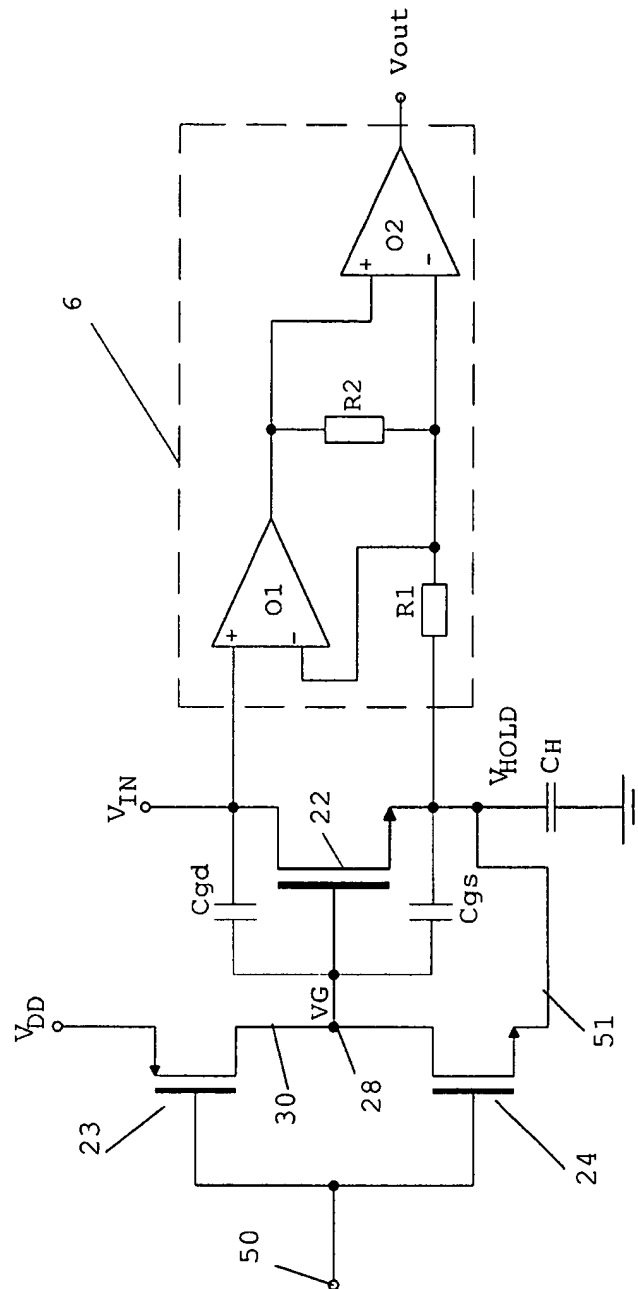 6
Vout
O2
+
-
R2
O1
+
-
R1
VIN
VHOLD
CH
22
Cgd
Cgs
VDD
VG
23
30
28
24
51
50